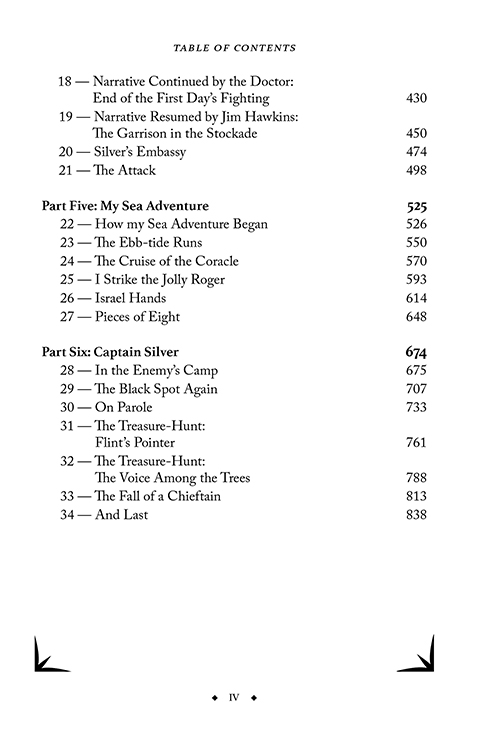 TABLE OF CONTENTS
18 — Narrative Continued by the Doctor:
End of the First Day’s Fighting 430
19 — Narrative Resumed by Jim Hawkins:
The Garrison in the Stockade 450
20 — Silver’s Embassy 474
21 — The Attack 498
Part Five: My Sea Adventure 525
22 — How my Sea Adventure Began 526
23 — The Ebb-tide Runs 550
24 — The Cruise of the Coracle 570
25 — I Strike the Jolly Roger 593
26 — Israel Hands 614
27 — Pieces of Eight 648
Part Six: Captain Silver 674
28 — In the Enemy’s Camp 675
29 — The Black Spot Again 707
30 — On Parole 733
31 — The Treasure-Hunt:
Flint’s Pointer 761
32 — The Treasure-Hunt:
The Voice Among the Trees 788
33 — The Fall of a Chieftain 813
34 — And Last 838
◆ IV ◆